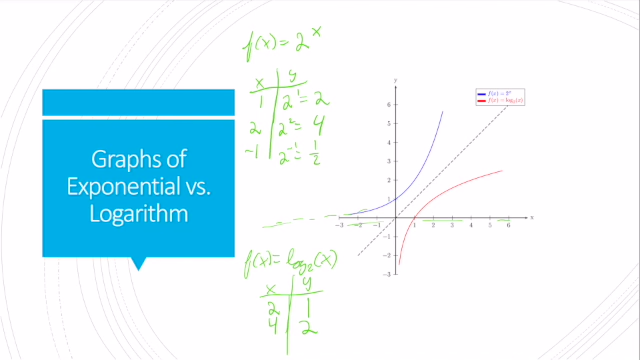 Graphs of
Exponential vs.
Logarithm
f(x) = 2^x
x | y
1 | 2^1 = 2
2 | 2^2 = 4
-1 | 2^-1 = 1/2
f(x) = log_2(x)
x | y
2 | 1
4 | 2
y
f(x) = 2^x
f(x) = log_2(x)
6
5
4
3
2
1
-3 -2 -1 1 2 3 4 5 6 x
-1
-2
-3